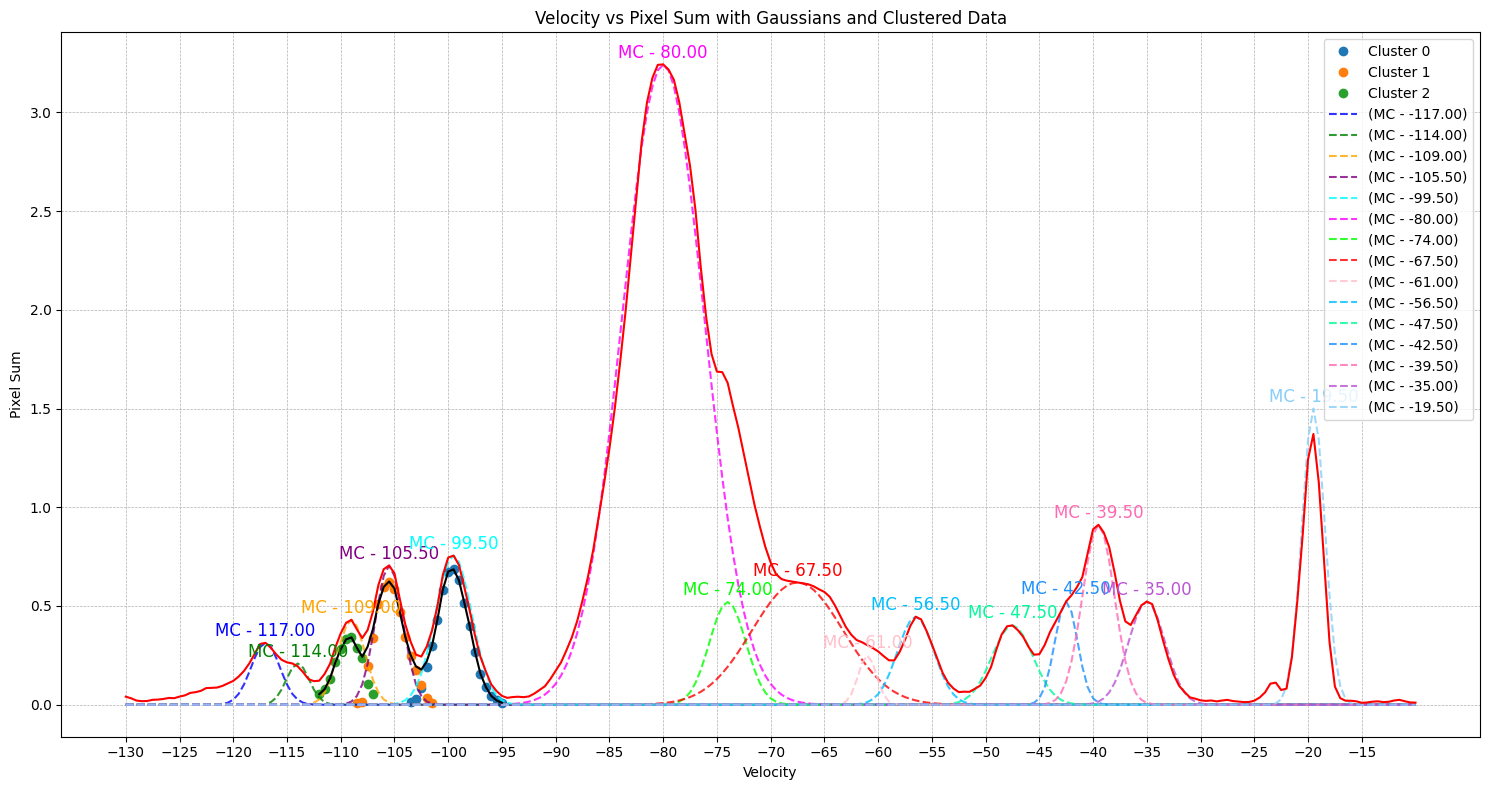 Velocity vs Pixel Sum with Gaussians and Clustered Data
MC - 80.00
Cluster 0
Cluster 1
Cluster 2
(MC - -117.00)
(MC - -114.00)
(MC - -109.00)
(MC - -105.50)
(MC - -99.50)
(MC - -80.00)
(MC - -74.00)
(MC - -67.50)
(MC - -61.00)
(MC - -56.50)
(MC - -47.50)
(MC - -42.50)
(MC - -39.50)
(MC - -35.00)
(MC - -19.50)
MC - 19.50
MC - 39.50
MC - 99.50
MC - 105.50
MC - 67.50
MC - 74.00
MC - 42.50
MC - 35.00
MC - 109.00
MC - 56.50
MC - 47.50
MC - 117.00
MC - 61.00
MC - 114.00
Pixel Sum
3.0
2.5
2.0
1.5
1.0
0.5
0.0
−130 −125 −120 −115 −110 −105 −100 −95 −90 −85 −80 −75 −70 −65 −60 −55 −50 −45 −40 −35 −30 −25 −20 −15
Velocity